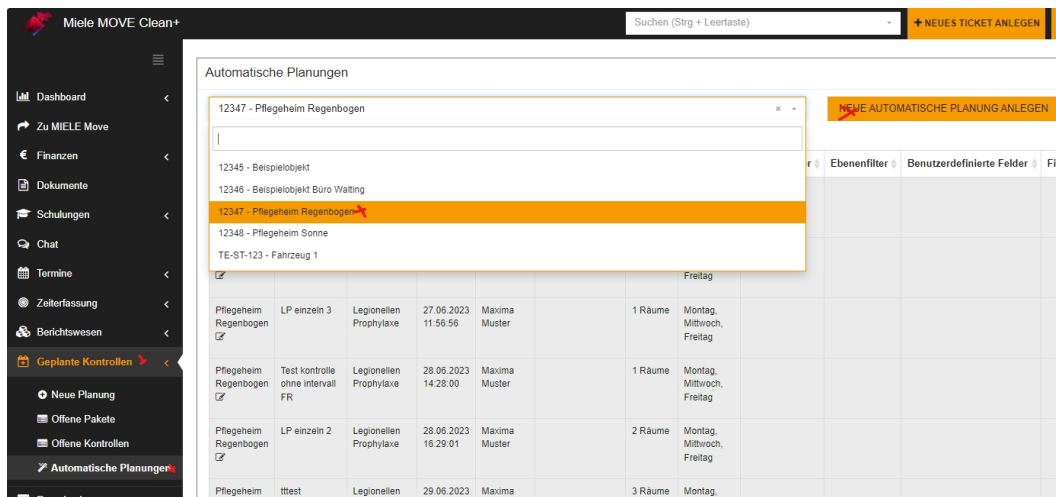 Miele MOVE Clean+
Suchen (Strg + Leertaste)
NEUES TICKET ANLEGEN
Dashboard
Zu MIELE Move
Finanzen
Dokumente
Schulungen
Chat
Termine
Zeiterfassung
Berichtswesen
Geplante Kontrollen
Neue Planung
Offene Pakete
Offene Kontrollen
Automatische Planungen
Automatische Planungen
12347 - Pflegeheim Regenbogen
NEUE AUTOMATISCHE PLANUNG ANLEGEN
12345 - Beispielobjekt
12346 - Beispielobjekt Büro Walting
12347 - Pflegeheim Regenbogen
12348 - Pflegeheim Sonne
TE-ST-123 - Fahrzeug 1
Ebenenfilter Benutzerdefinierte Felder
Freitag
Pflegeheim LP einzeln 3 Legionellen 27.06.2023 Maxima 1 Räume Montag,
Regenbogen Prophylaxe 11:56:56 Muster Mittwoch,
Freitag
Pflegeheim Test kontrolle Legionellen 28.06.2023 Maxima 1 Räume Montag,
Regenbogen ohne intervall Prophylaxe 14:28:00 Muster Mittwoch,
FR Freitag
Pflegeheim LP einzeln 2 Legionellen 28.06.2023 Maxima 2 Räume Montag,
Regenbogen Prophylaxe 16:29:01 Muster Mittwoch,
Freitag
Pflegeheim tttest Legionellen 29.06.2023 Maxima 3 Räume Montag,